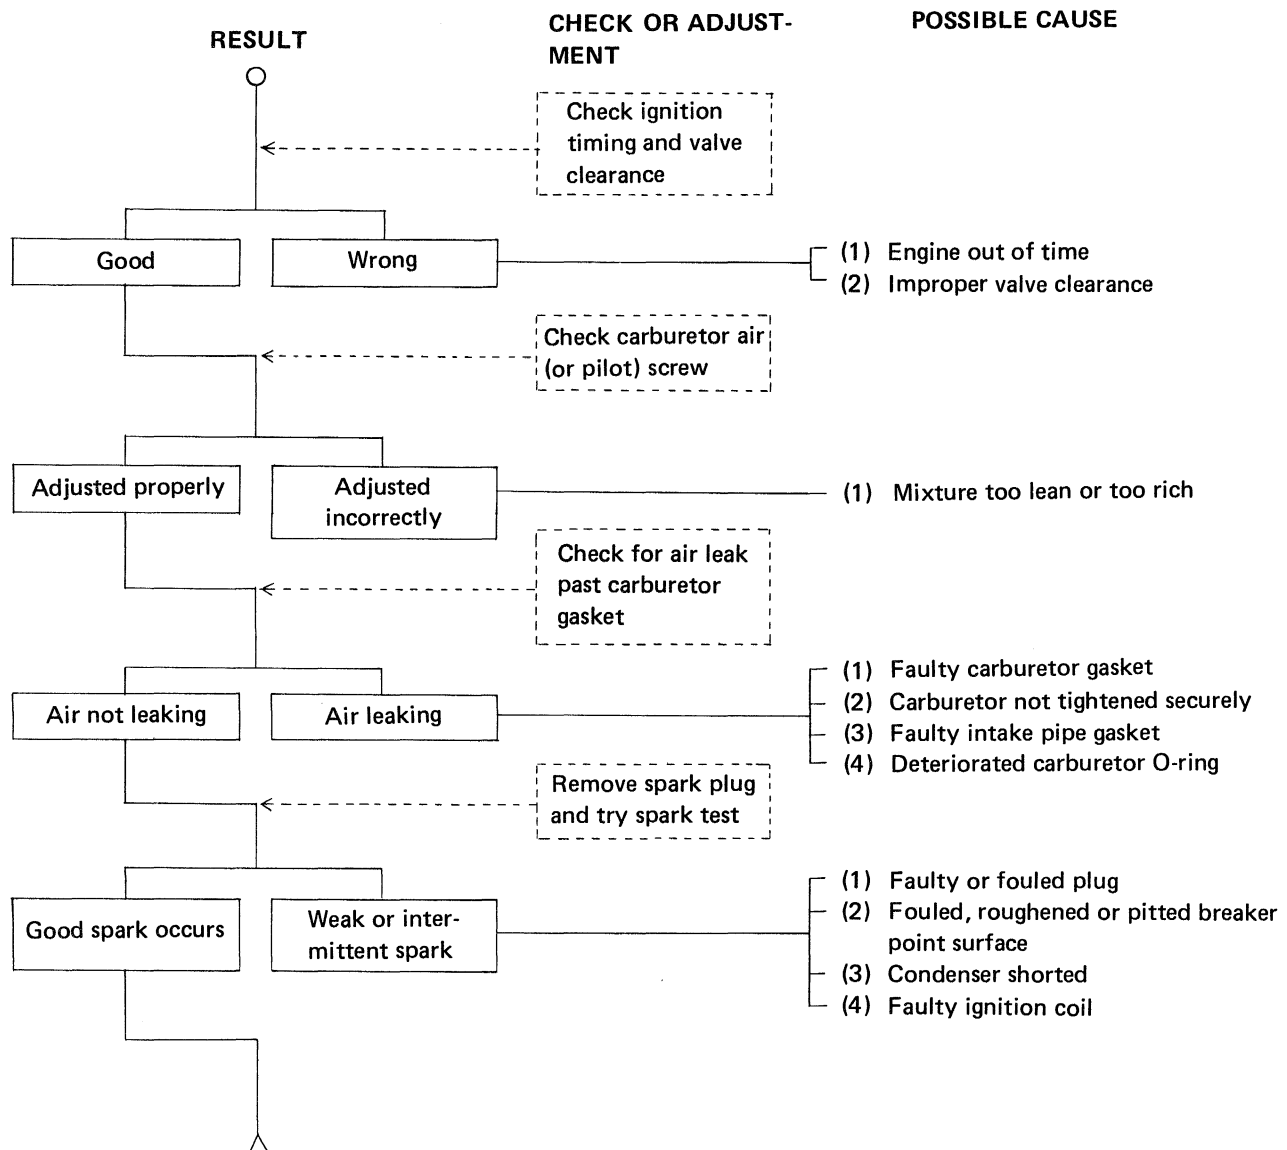 RESULT
CHECK OR ADJUST-
MENT
POSSIBLE CAUSE
Check ignition
timing and valve
clearance
Good
Wrong
(1) Engine out of time
(2) Improper valve clearance
Check carburetor air
(or pilot) screw
Adjusted properly
Adjusted
incorrectly
(1) Mixture too lean or too rich
Check for air leak
past carburetor
gasket
Air not leaking
Air leaking
(1) Faulty carburetor gasket
(2) Carburetor not tightened securely
(3) Faulty intake pipe gasket
(4) Deteriorated carburetor O-ring
Remove spark plug
and try spark test
Good spark occurs
Weak or inter-
mittent spark
(1) Faulty or fouled plug
(2) Fouled, roughened or pitted breaker
point surface
(3) Condenser shorted
(4) Faulty ignition coil